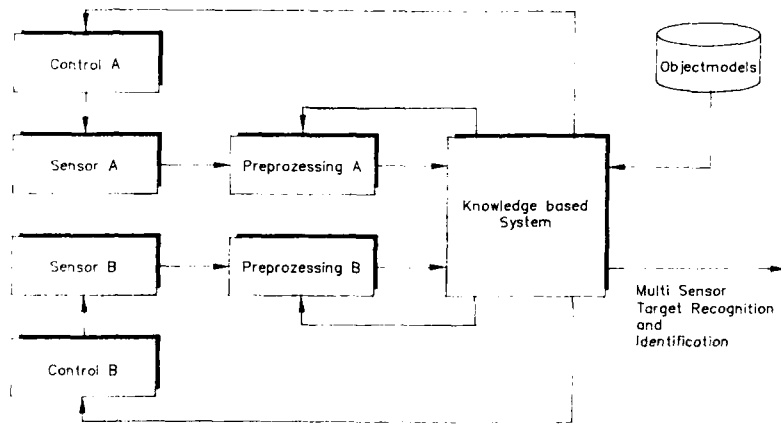 Control A
Objectmodels
Sensor A
Preprozessing A
Knowledge based
System
Sensor B
Preprozessing B
Multi Sensor
Target Recognition
and
Identification
Control B